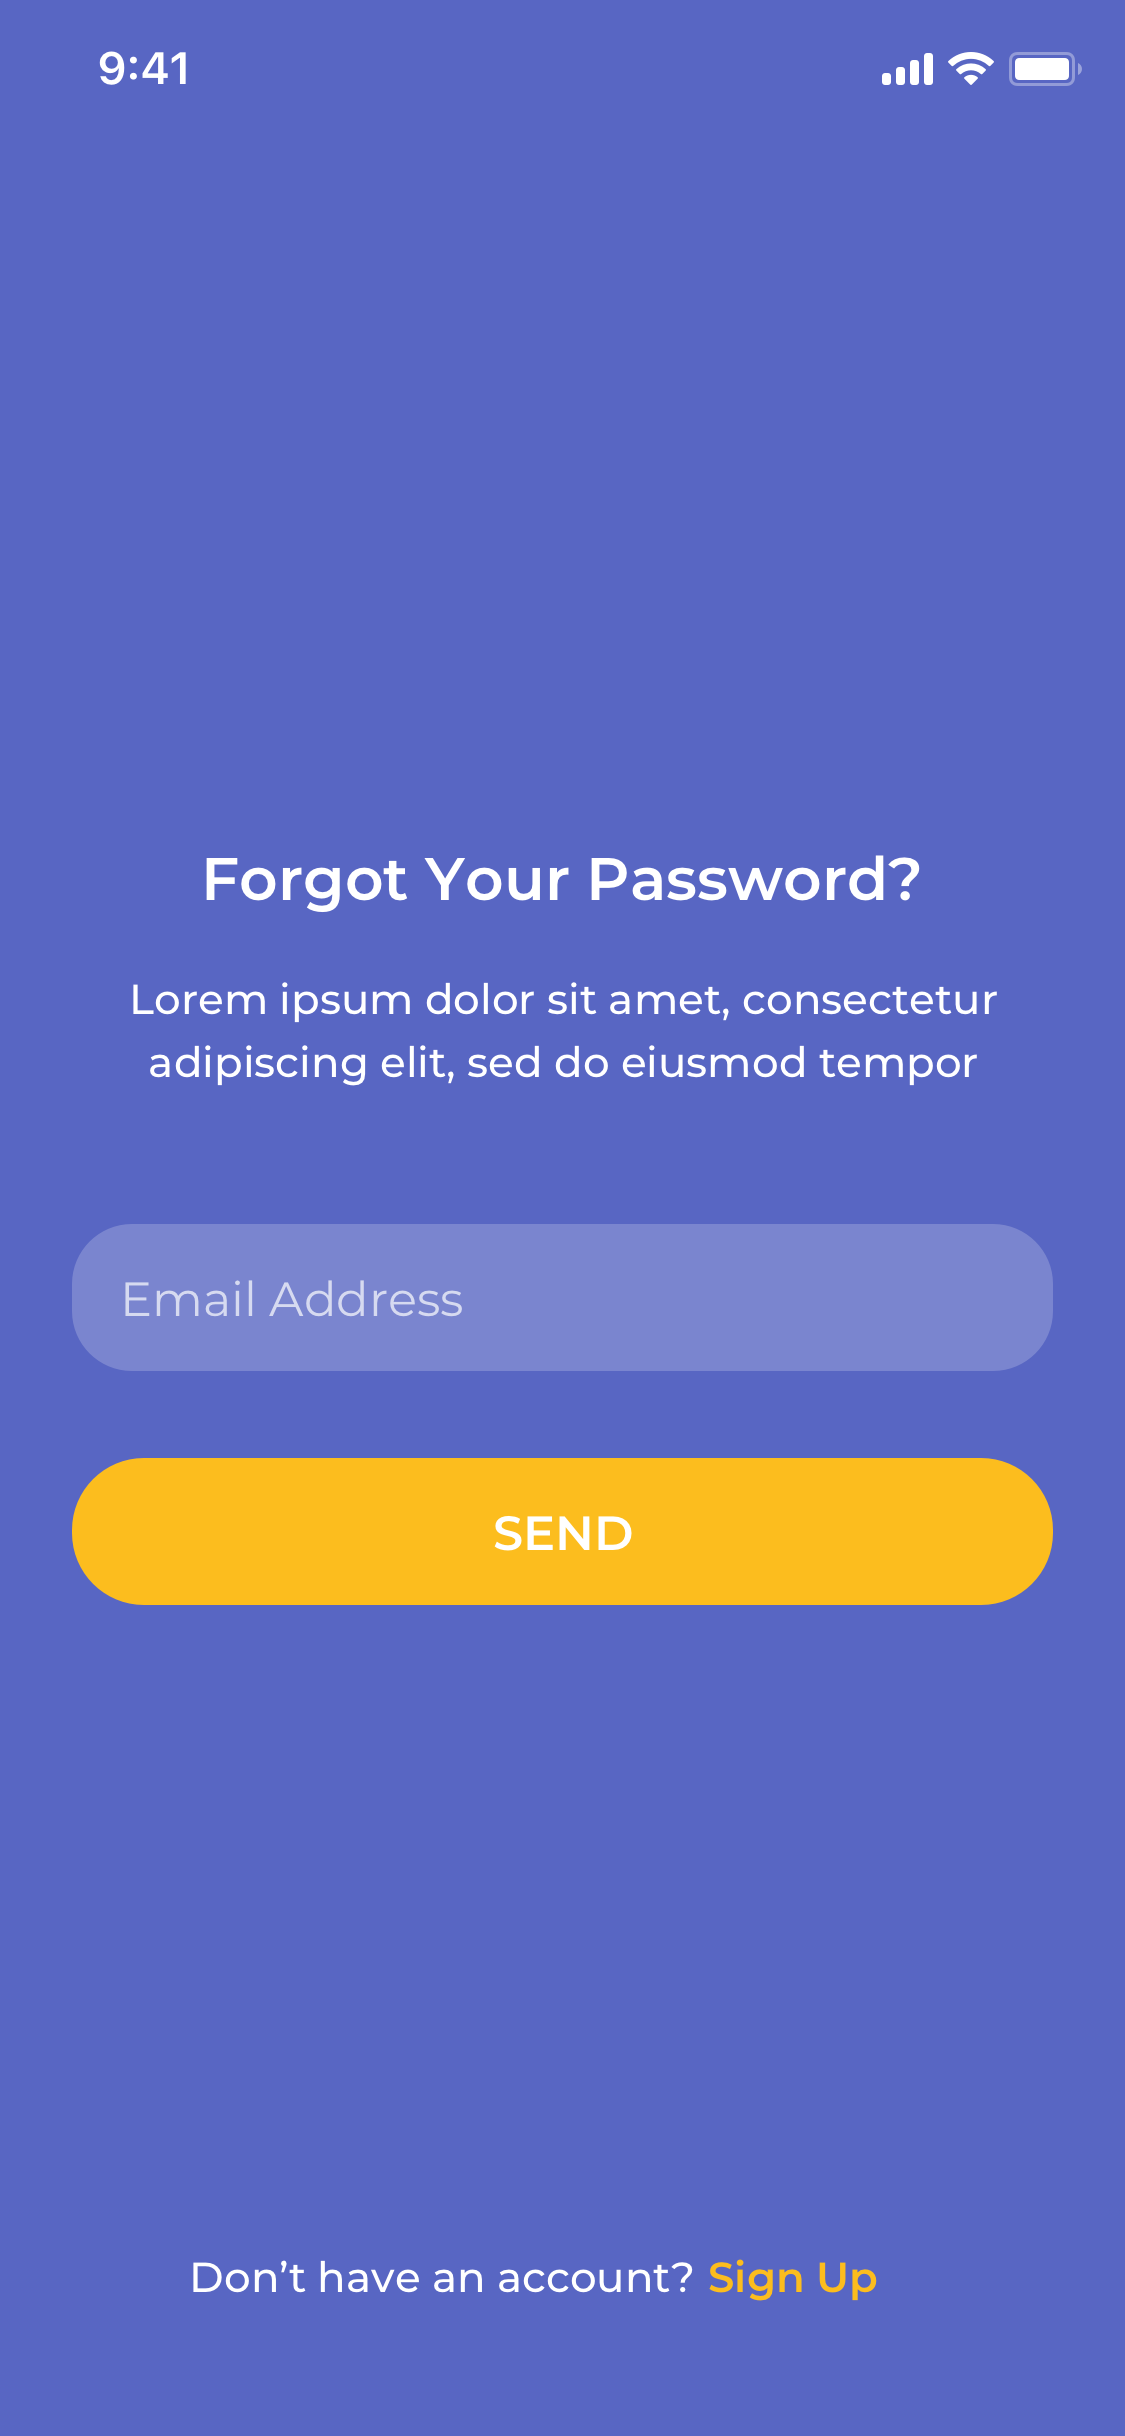 9:41
Forgot Your Password?
Lorem ipsum dolor sit amet, consectetur
adipiscing elit, sed do eiusmod tempor
Email Address
SEND
Don’t have an account? Sign Up